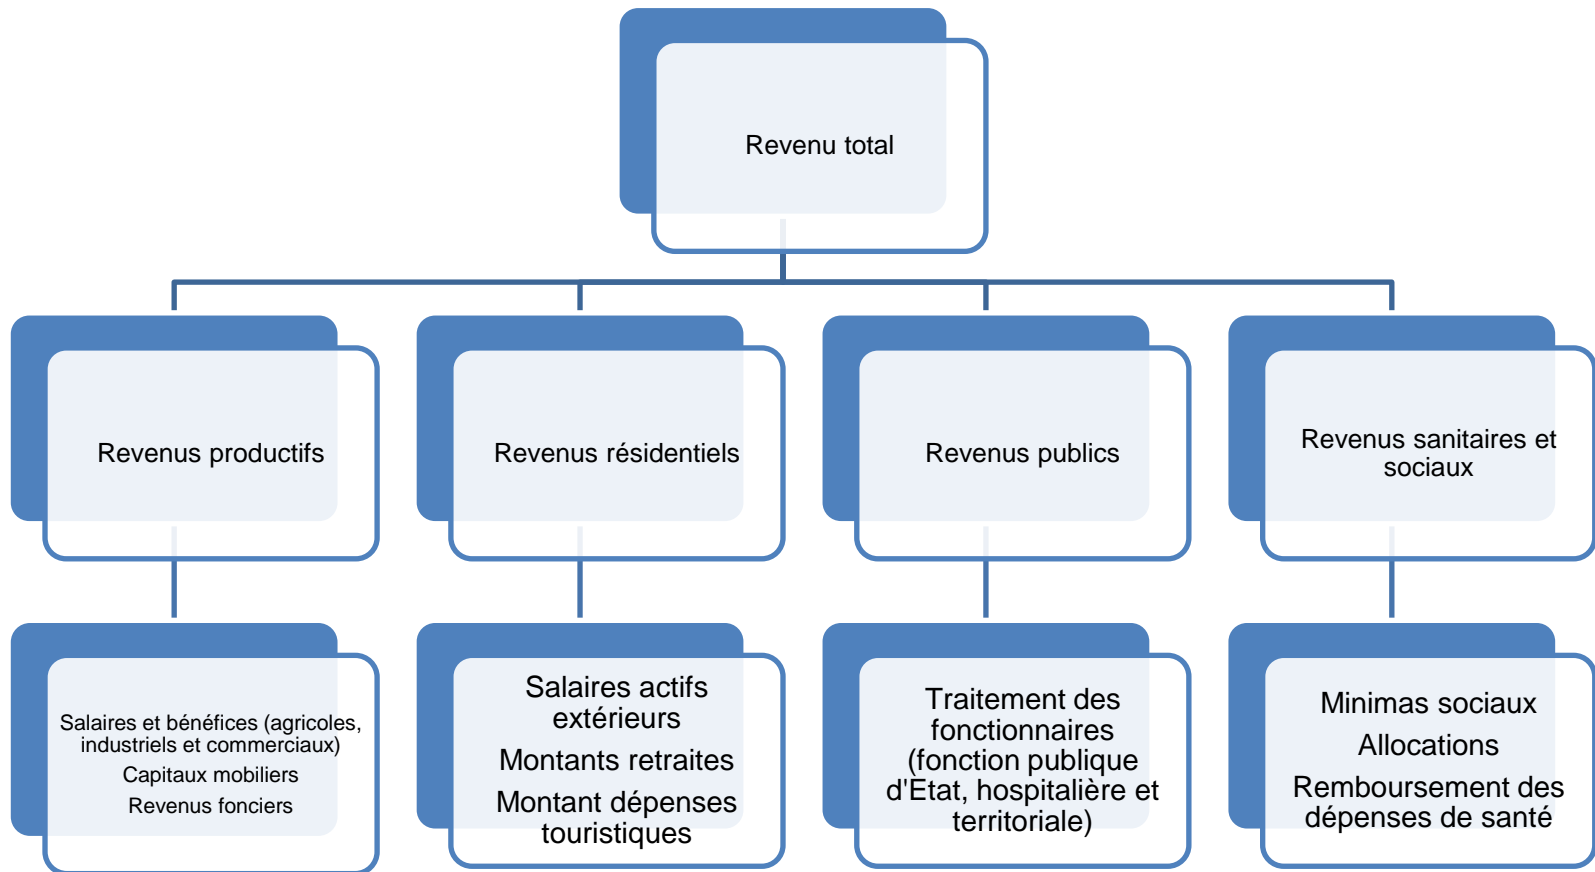 Revenu total
Revenus productifs
Revenus résidentiels
Revenus publics
Revenus sanitaires et
sociaux
Salaires et bénéfices (agricoles,
industriels et commerciaux)
Capitaux mobiliers
Revenus fonciers
Salaires actifs
extérieurs
Montants retraites
Montant dépenses
touristiques
Traitement des
fonctionnaires
(fonction publique
d'Etat, hospitalière et
territoriale)
Minimas sociaux
Allocations
Remboursement des
dépenses de santé